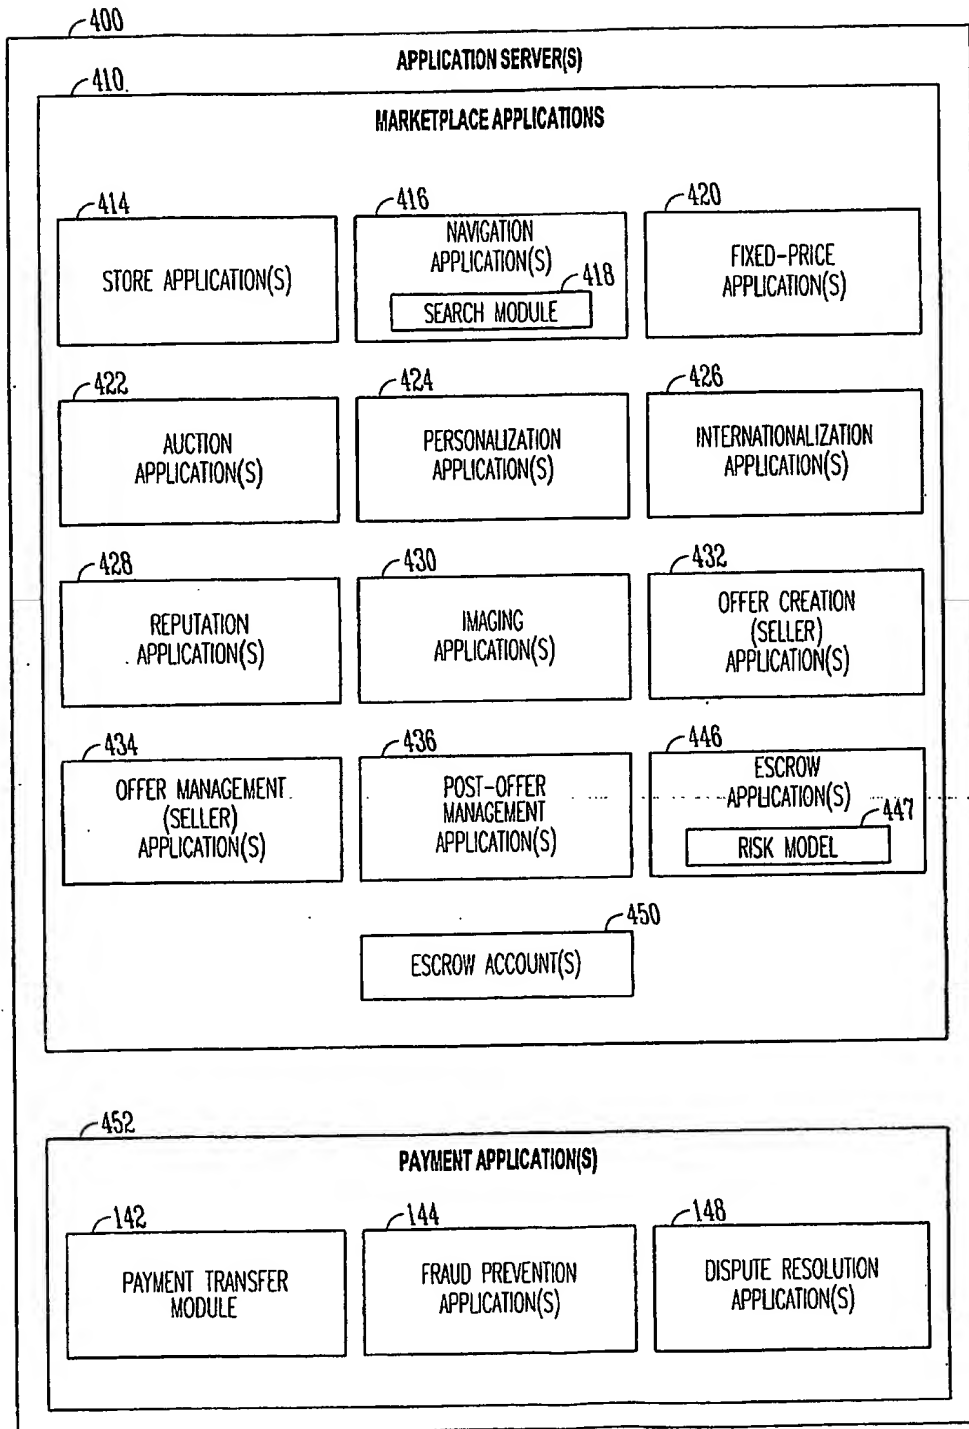 400
APPLICATION SERVER(S)
410.
MARKETPLACE APPLICATIONS
414
STORE APPLICATION(S)
416
NAVIGATION
APPLICATION(S)
418
SEARCH MODULE
420
FIXED-PRICE
APPLICATION(S)
422
AUCTION
APPLICATION(S)
424
PERSONALIZATION
APPLICATION(S)
426
INTERNATIONALIZATION
APPLICATION(S)
428
REPUTATION
APPLICATION(S)
430
IMAGING
APPLICATION(S)
432
OFFER CREATION
(SELLER)
APPLICATION(S)
434
OFFER MANAGEMENT
(SELLER)
APPLICATION(S)
436
POST-OFFER
MANAGEMENT
APPLICATION(S)
446
ESCROW
APPLICATION(S)
447
RISK MODEL
450
ESCROW ACCOUNT(S)
452
PAYMENT APPLICATION(S)
142
PAYMENT TRANSFER
MODULE
144
FRAUD PREVENTION
APPLICATION(S)
148
DISPUTE RESOLUTION
APPLICATION(S)